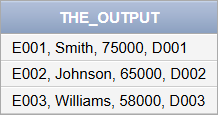 THE_OUTPUT
E001, Smith, 75000, D001
E002, Johnson, 65000, D002
E003, Williams, 58000, D003